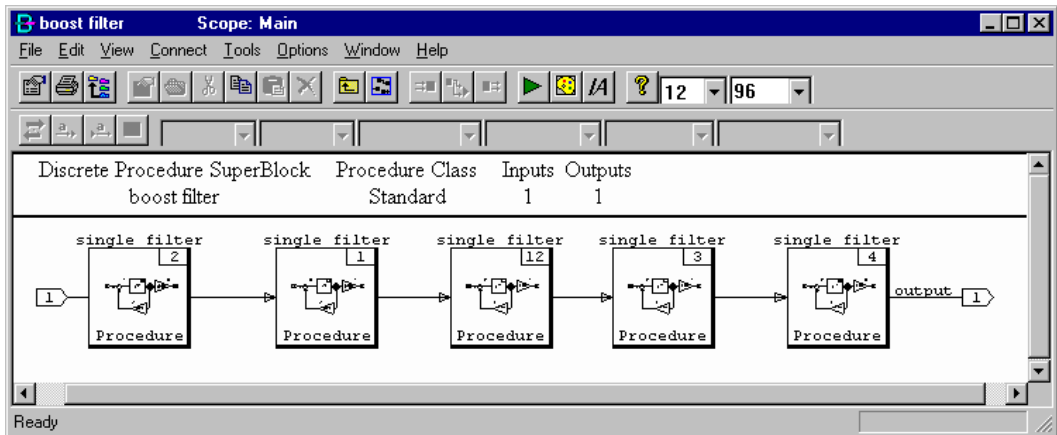 boost filter Scope: Main
File Edit View Connect Tools Options Window Help
12 96
Discrete Procedure SuperBlock Procedure Class Inputs Outputs
boost filter Standard 1 1
single filter single filter single filter single filter single filter
2 1 12 3 4
1 output 1
Procedure Procedure Procedure Procedure Procedure
Ready